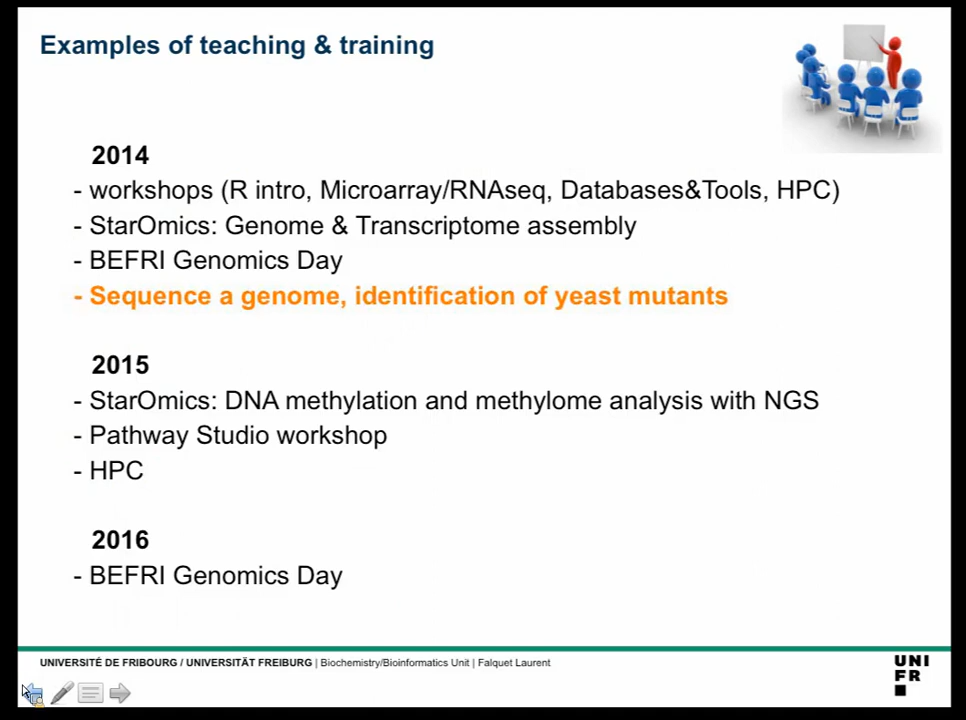 Examples of teaching & training
2014
- workshops (R intro, Microarray/RNAseq, Databases&Tools, HPC)
- StarOmics: Genome & Transcriptome assembly
- BEFRI Genomics Day
- Sequence a genome, identification of yeast mutants
2015
- StarOmics: DNA methylation and methylome analysis with NGS
- Pathway Studio workshop
- HPC
2016
- BEFRI Genomics Day
UNIVERSITÉ DE FRIBOURG / UNIVERSITÄT FREIBURG | Biochemistry/Bioinformatics Unit | Falquet Laurent
UNI
FR